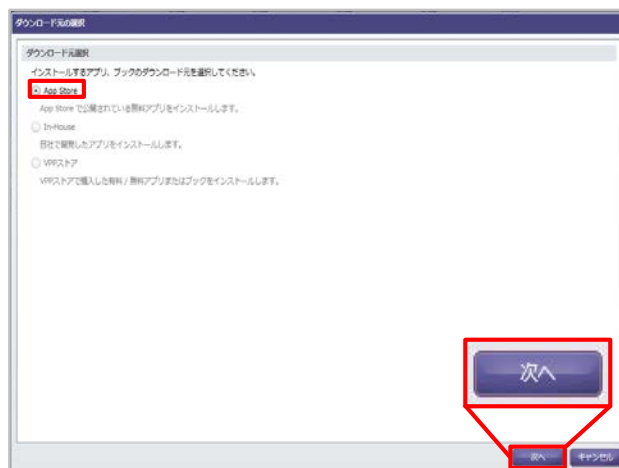 ダウンロード元の選択
ダウンロード元選択
インストールするアプリ、ブックのダウンロード元を選択してください。
App Store
App Store で公開されている無料アプリをインストールします。
In-House
自社で開発したアプリをインストールします。
VPPストア
VPPストアで購入した有料 / 無料アプリまたはブックをインストールします。
次へ
次へ キャンセル